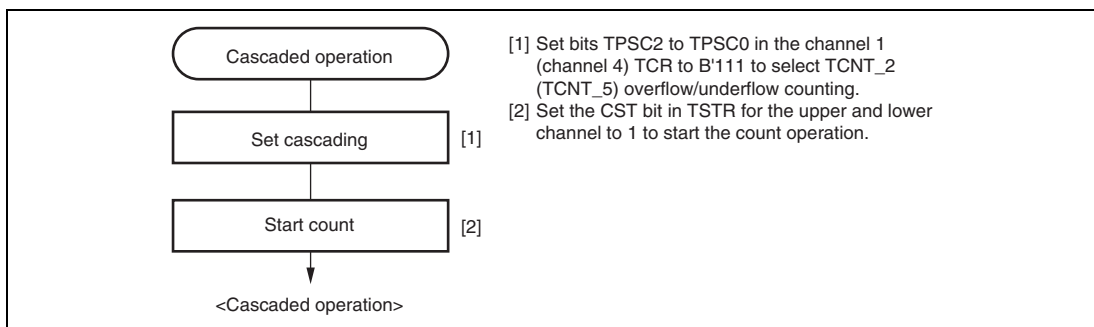 Cascaded operation
Set cascading
[1]
Start count
[2]
<Cascaded operation>
[1] Set bits TPSC2 to TPSC0 in the channel 1
(channel 4) TCR to B'111 to select TCNT_2
(TCNT_5) overflow/underflow counting.
[2] Set the CST bit in TSTR for the upper and lower
channel to 1 to start the count operation.